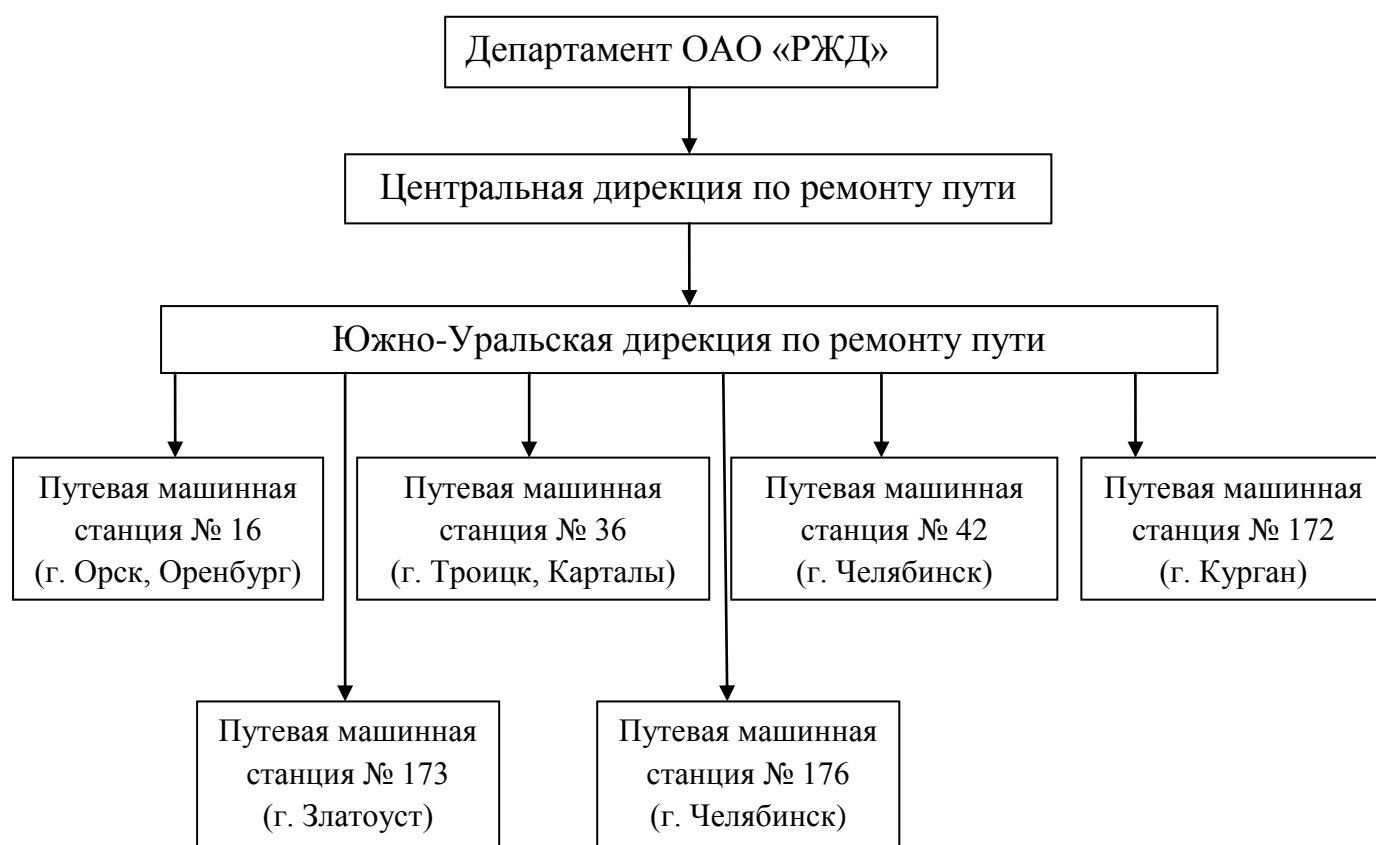 Департамент ОАО «РЖД»
Центральная дирекция по ремонту пути
Южно-Уральская дирекция по ремонту пути
Путевая машинная
станция № 16
(г. Орск, Оренбург)
Путевая машинная
станция № 36
(г. Троицк, Карталы)
Путевая машинная
станция № 42
(г. Челябинск)
Путевая машинная
станция № 172
(г. Курган)
Путевая машинная
станция № 173
(г. Златоуст)
Путевая машинная
станция № 176
(г. Челябинск)